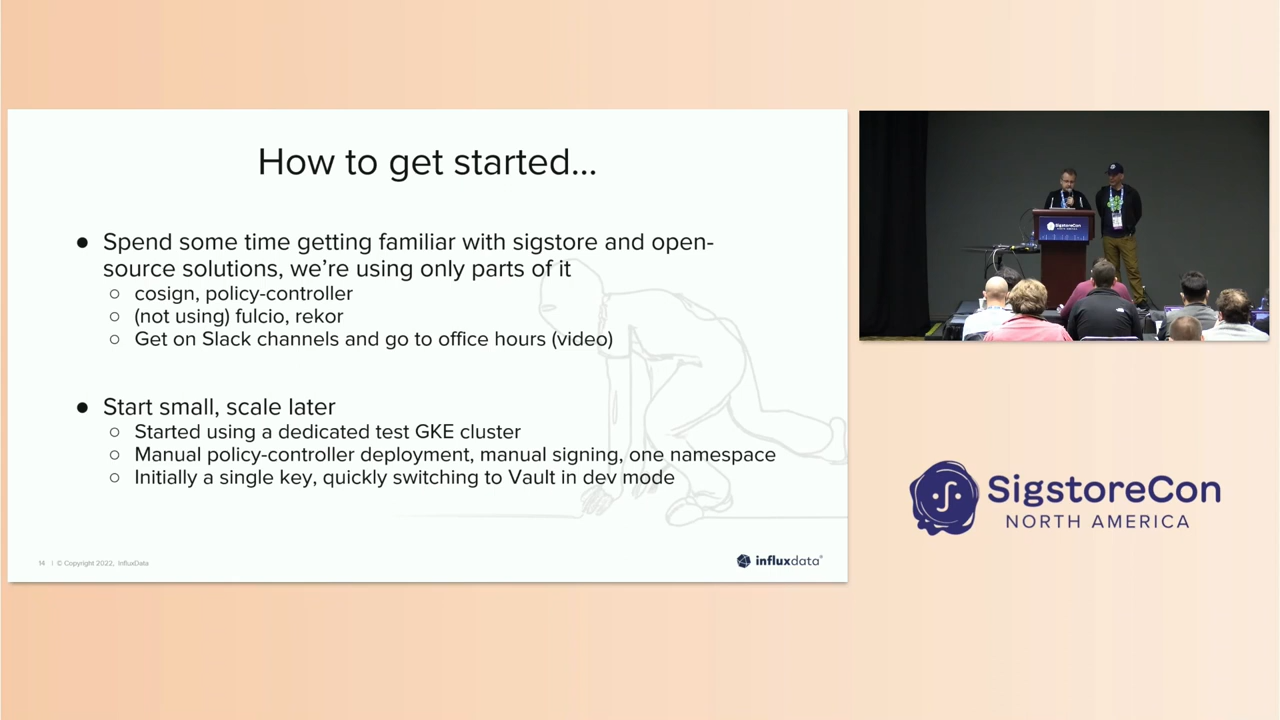 How to get started...
● Spend some time getting familiar with sigstore and open-
source solutions, we're using only parts of it
○ cosign, policy-controller
○ (not using) fulcio, rekor
○ Get on Slack channels and go to office hours (video)
● Start small, scale later
○ Started using a dedicated test GKE cluster
○ Manual policy-controller deployment, manual signing, one namespace
○ Initially a single key, quickly switching to Vault in dev mode
14 | © Copyright 2022, InfluxData
influxdata®
SigstoreCon
SigstoreCon
NORTH AMERICA